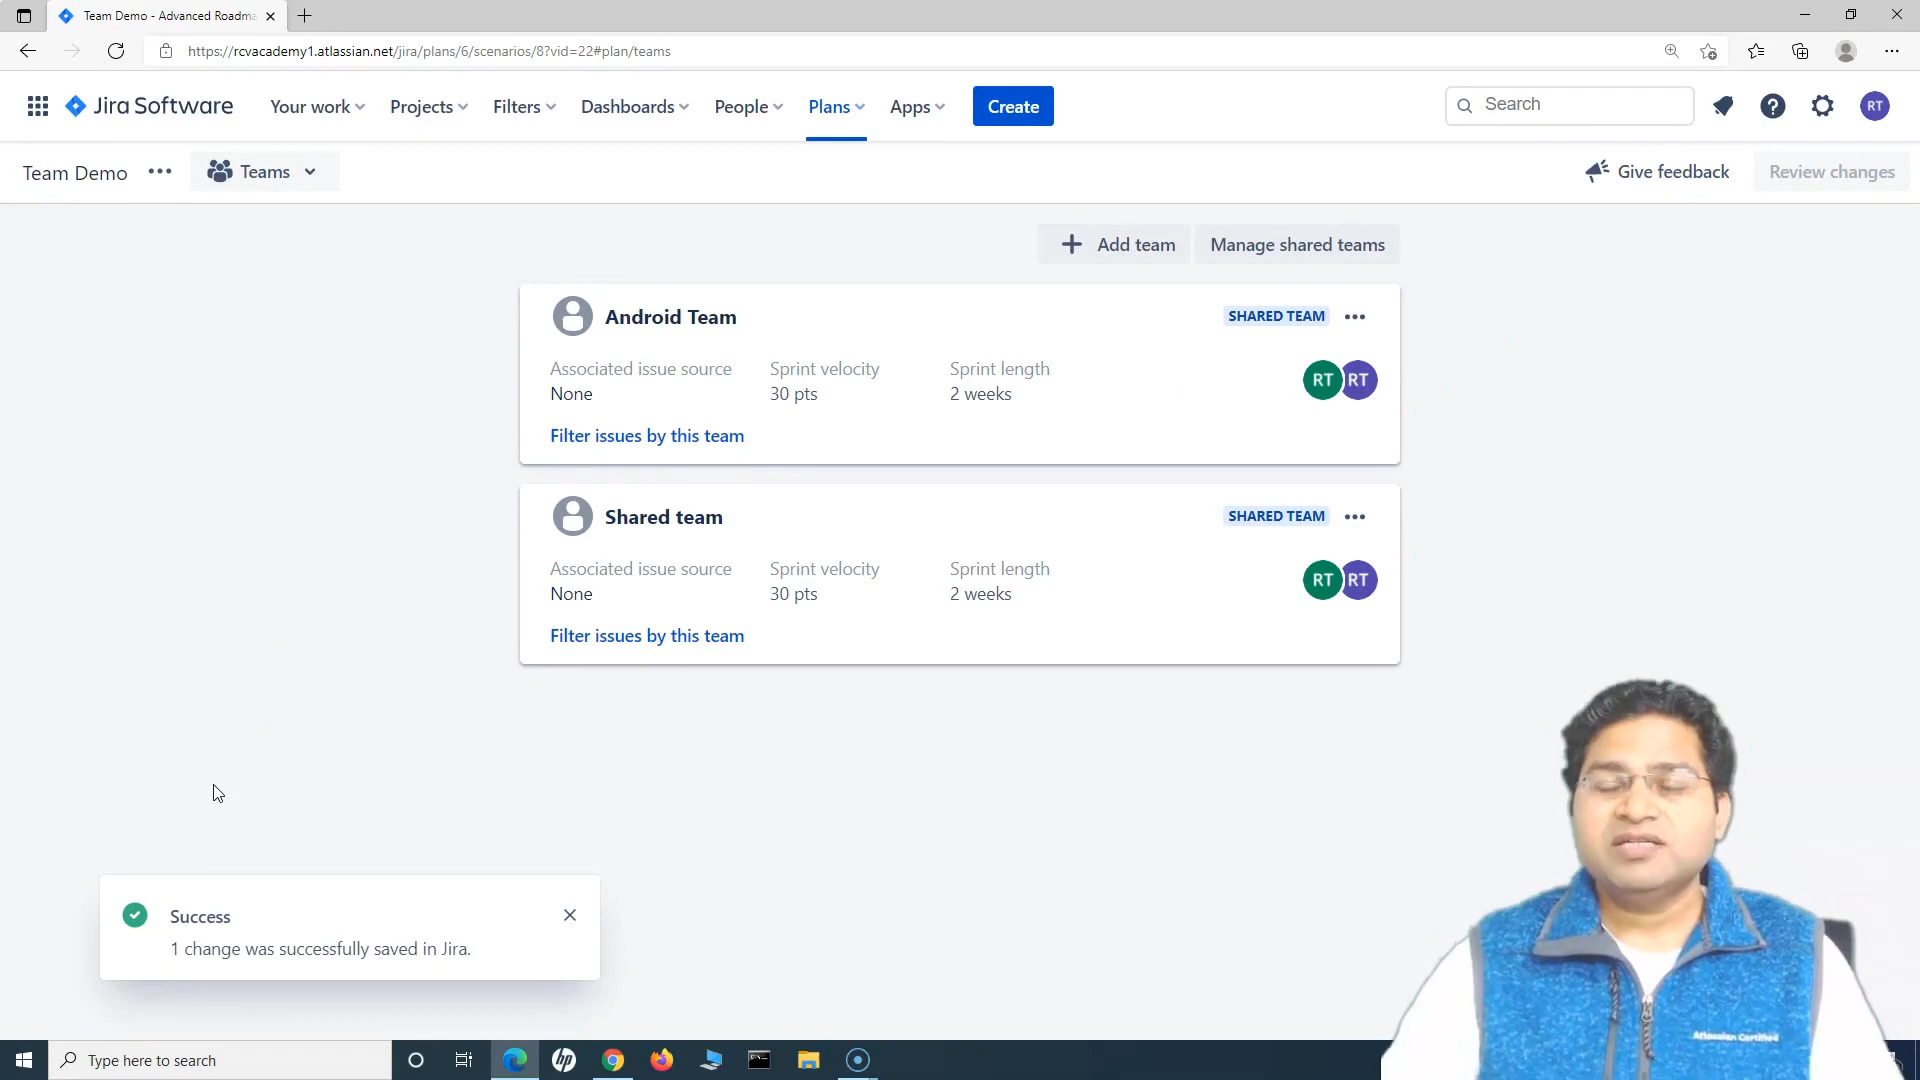 Team Demo - Advanced Roadma
https://rcvacademy1.atlassian.net/jira/plans/6/scenarios/8?vid=22#plan/teams
Jira Software Your work Projects Filters Dashboards People Plans Apps Create Search RT
Team Demo Teams Give feedback Review changes
Add team Manage shared teams
Android Team SHARED TEAM
Associated issue source Sprint velocity Sprint length
None 30 pts 2 weeks RT RT
Filter issues by this team
Shared team SHARED TEAM
Associated issue source Sprint velocity Sprint length
None 30 pts 2 weeks RT RT
Filter issues by this team
Success
1 change was successfully saved in Jira.
Atlassian Certified
Type here to search hp